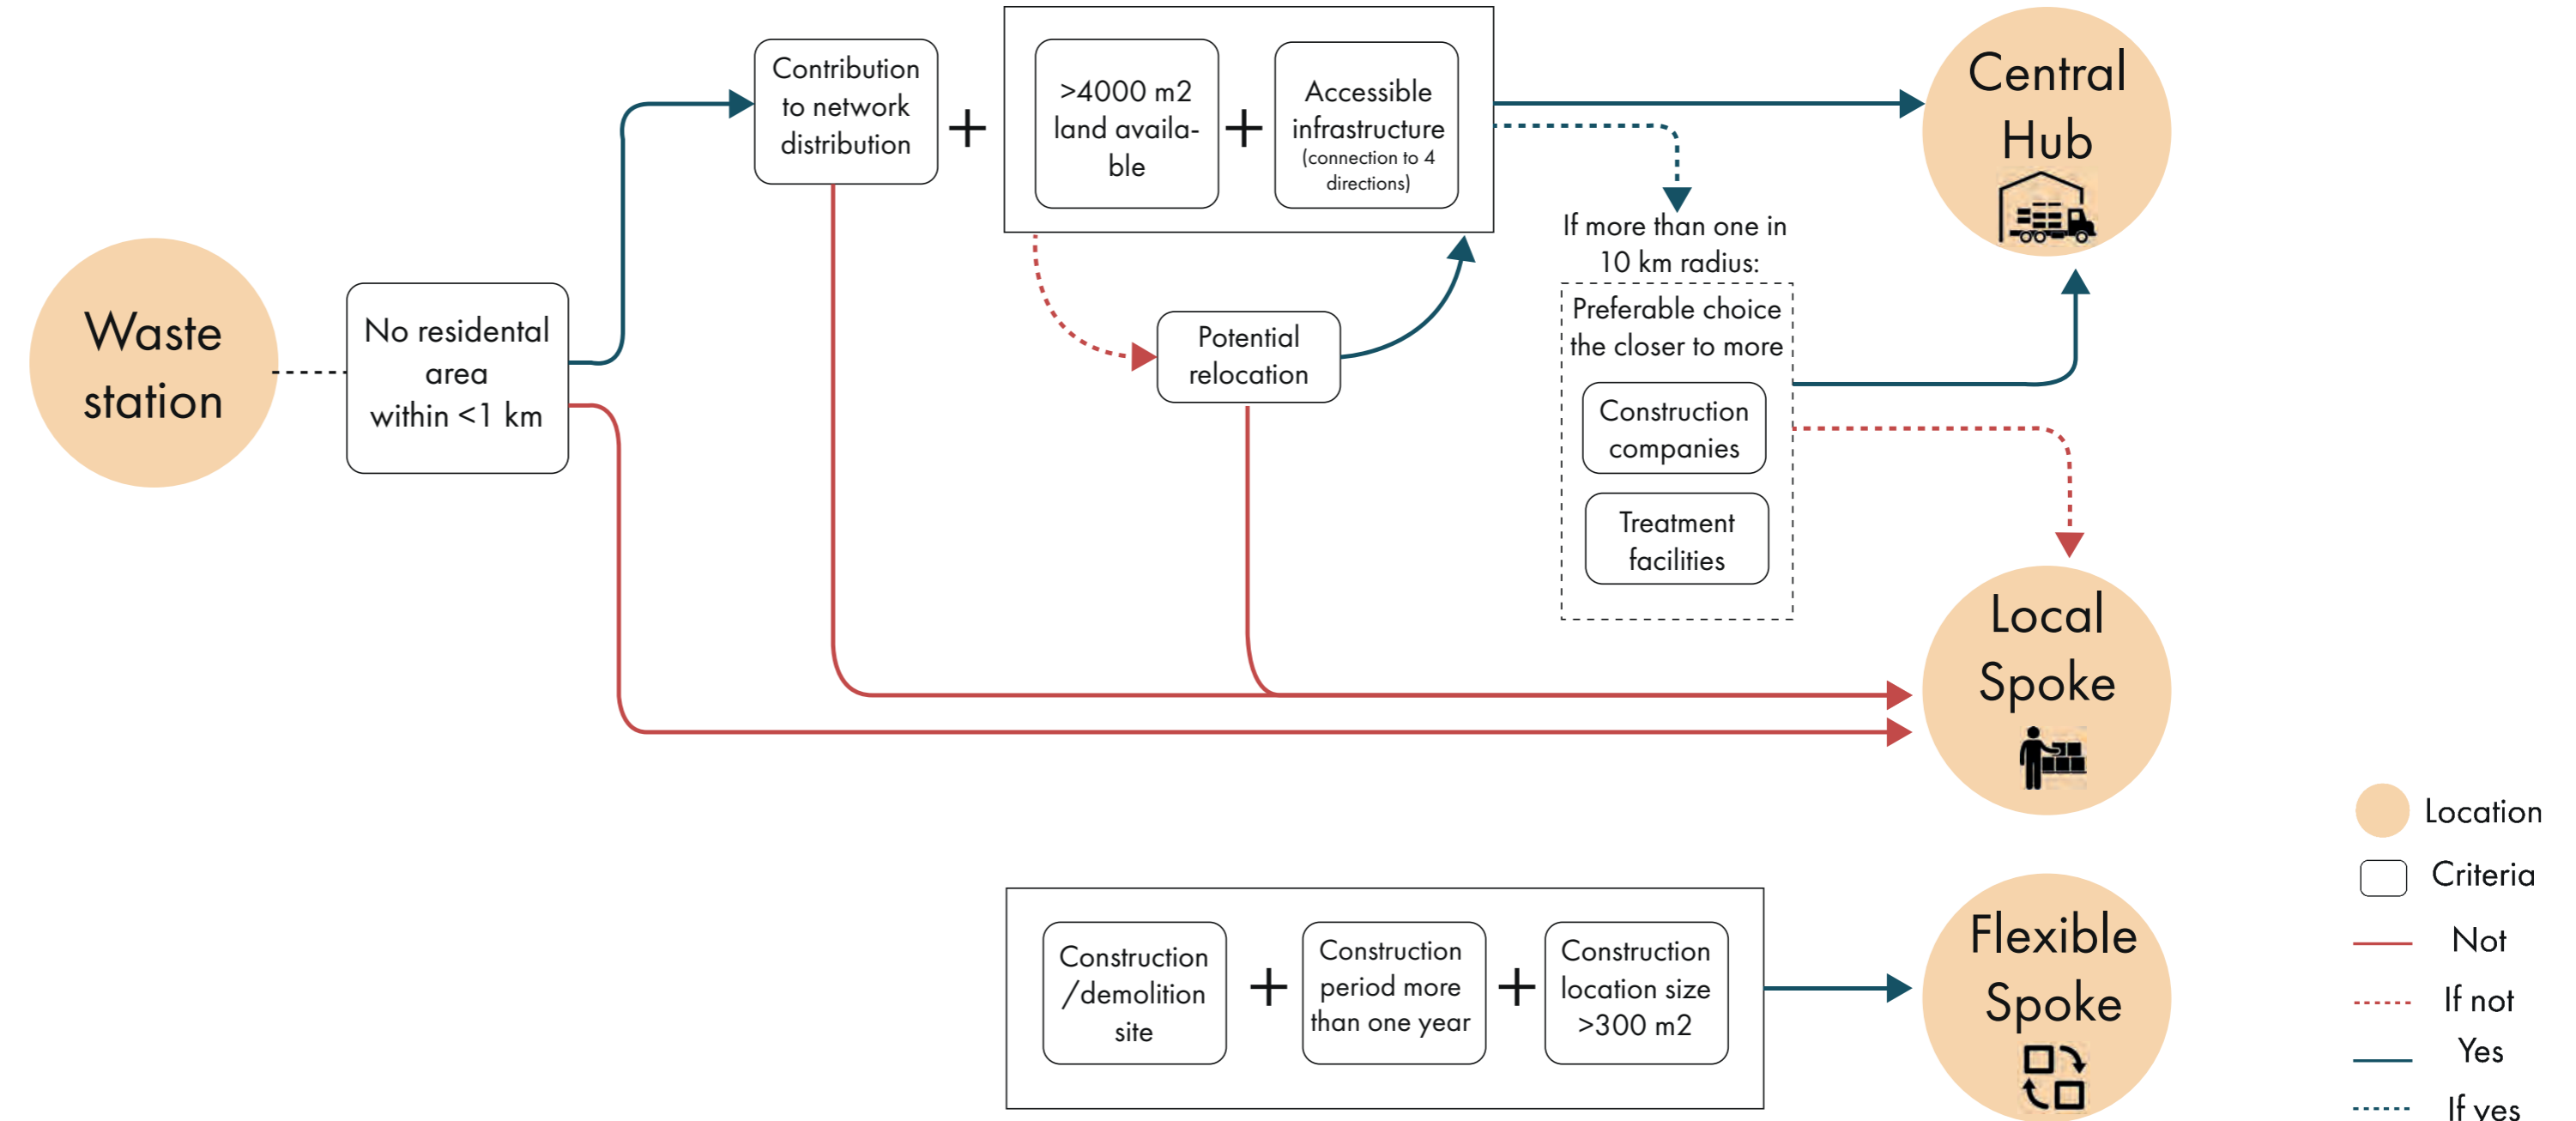 Waste
station
No residental
area
within <1 km
Contribution
to network
distribution
+
>4000 m2
land availa-
ble
+
Accessible
infrastructure
(connection to 4
directions)
Potential
relocation
If more than one in
10 km radius:
Preferable choice
the closer to more
Construction
companies
Treatment
facilities
Central
Hub
Local
Spoke
Construction
/demolition
site
+
Construction
period more
than one year
+
Construction
location size
>300 m2
Flexible
Spoke
Location
Criteria
Not
If not
Yes
If yes